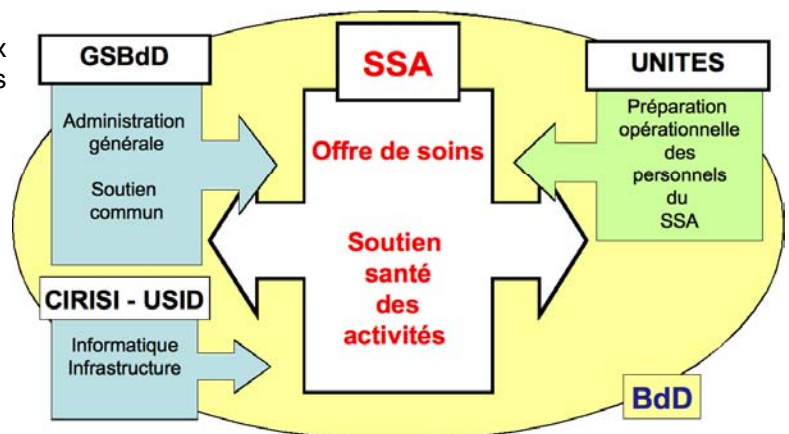 x
s
GSBdD
Administration
générale
Soutien
commun
CIRISI - USID
Informatique
Infrastructure
SSA
Offre de soins
Soutien
santé
des
activités
UNITES
Préparation
opérationnelle
des
personnels
du
SSA
BdD